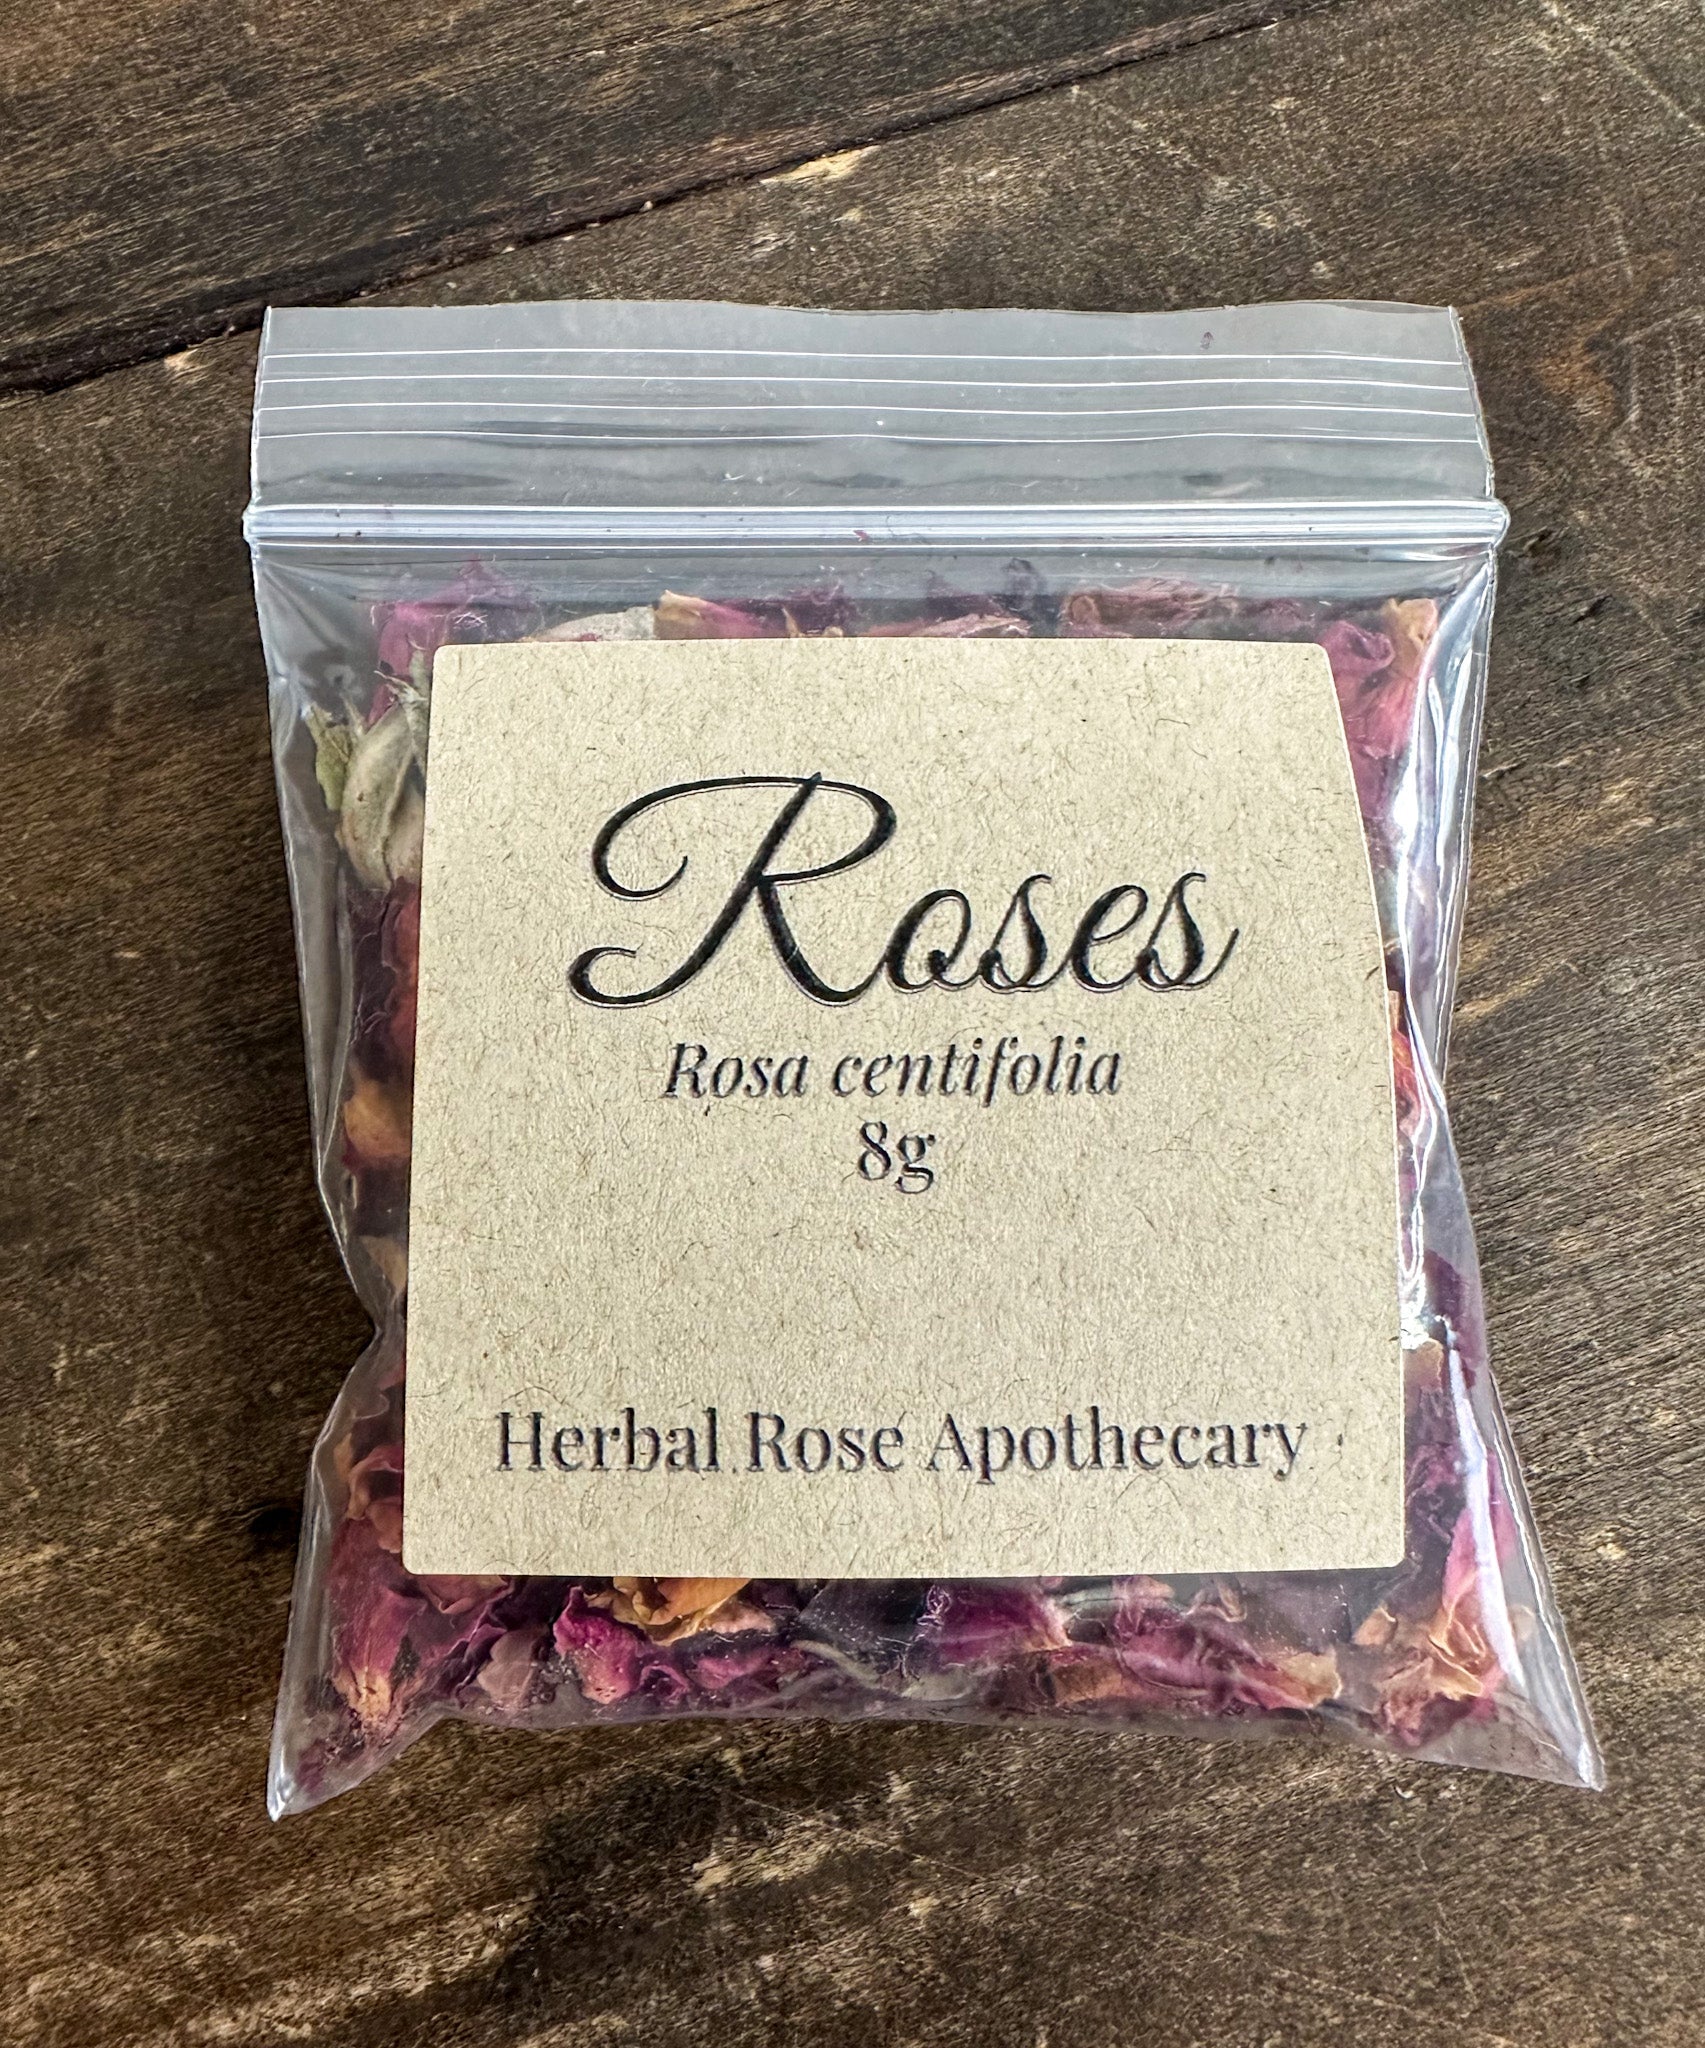 Roses
Rosa centifolia
8g
Herbal Rose Apothecary